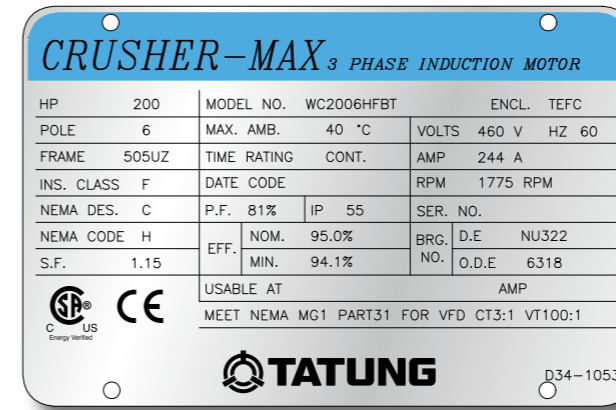 CRUSHER-MAX 3 PHASE INDUCTION MOTOR
HP 200 MODEL NO. WC2006HFBT ENCL. TEFC
POLE 6 MAX. AMB. 40 °C VOLTS 460 V HZ 60
FRAME 505UZ TIME RATING CONT. AMP 244 A
INS. CLASS F DATE CODE RPM 1775 RPM
NEMA DES. C P.F. 81% IP 55 SER. NO.
NEMA CODE H EFF. NOM. 95.0% BRG. NO. D.E NU322
S.F. 1.15 MIN. 94.1% O.D.E 6318
USABLE AT AMP
MEET NEMA MG1 PART31 FOR VFD CT3:1 VT100:1
SA® CE
C US
Energy Verified
TATUNG
D34-1053